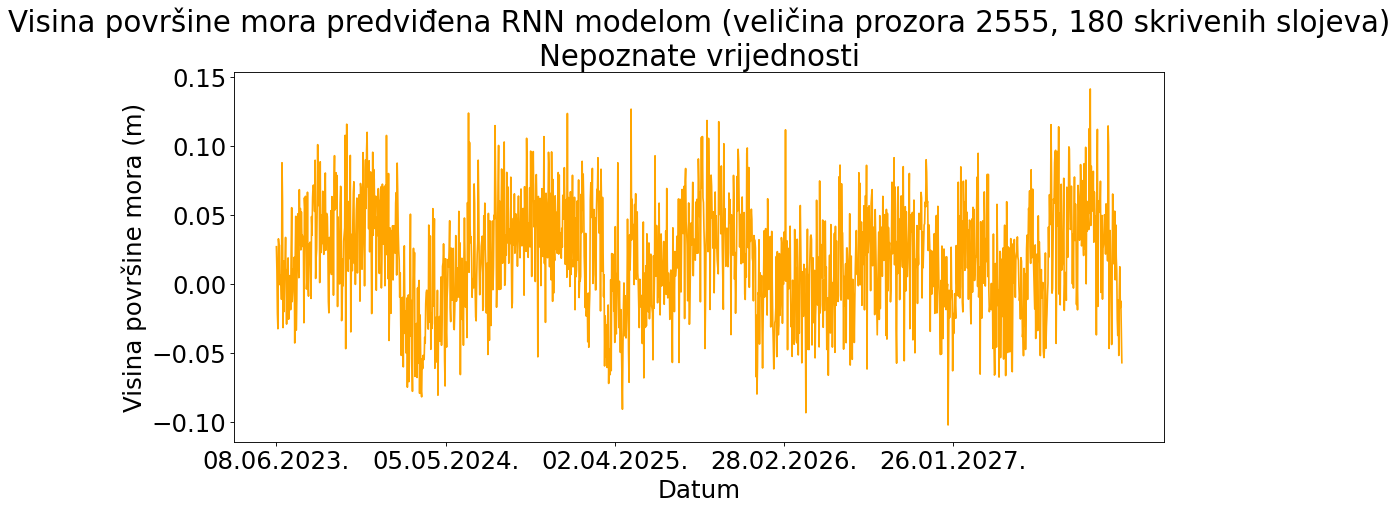 Visina površine mora predviđena RNN modelom (veličina prozora 2555, 180 skrivenih slojeva)
Nepoznate vrijednosti
Visina površine mora (m)
0.15
0.10
0.05
0.00
−0.05
−0.10
08.06.2023. 05.05.2024. 02.04.2025. 28.02.2026. 26.01.2027.
Datum